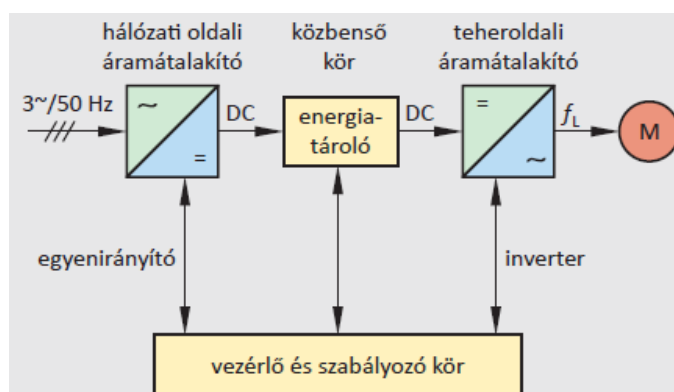 hálózati oldali
áramátalakító
közbenső
kör
teheroldali
áramátalakító
3~/50 Hz
~
=
DC
energia-
tároló
DC
=
~
fL
M
egyenirányító
inverter
vezérlő és szabályozó kör